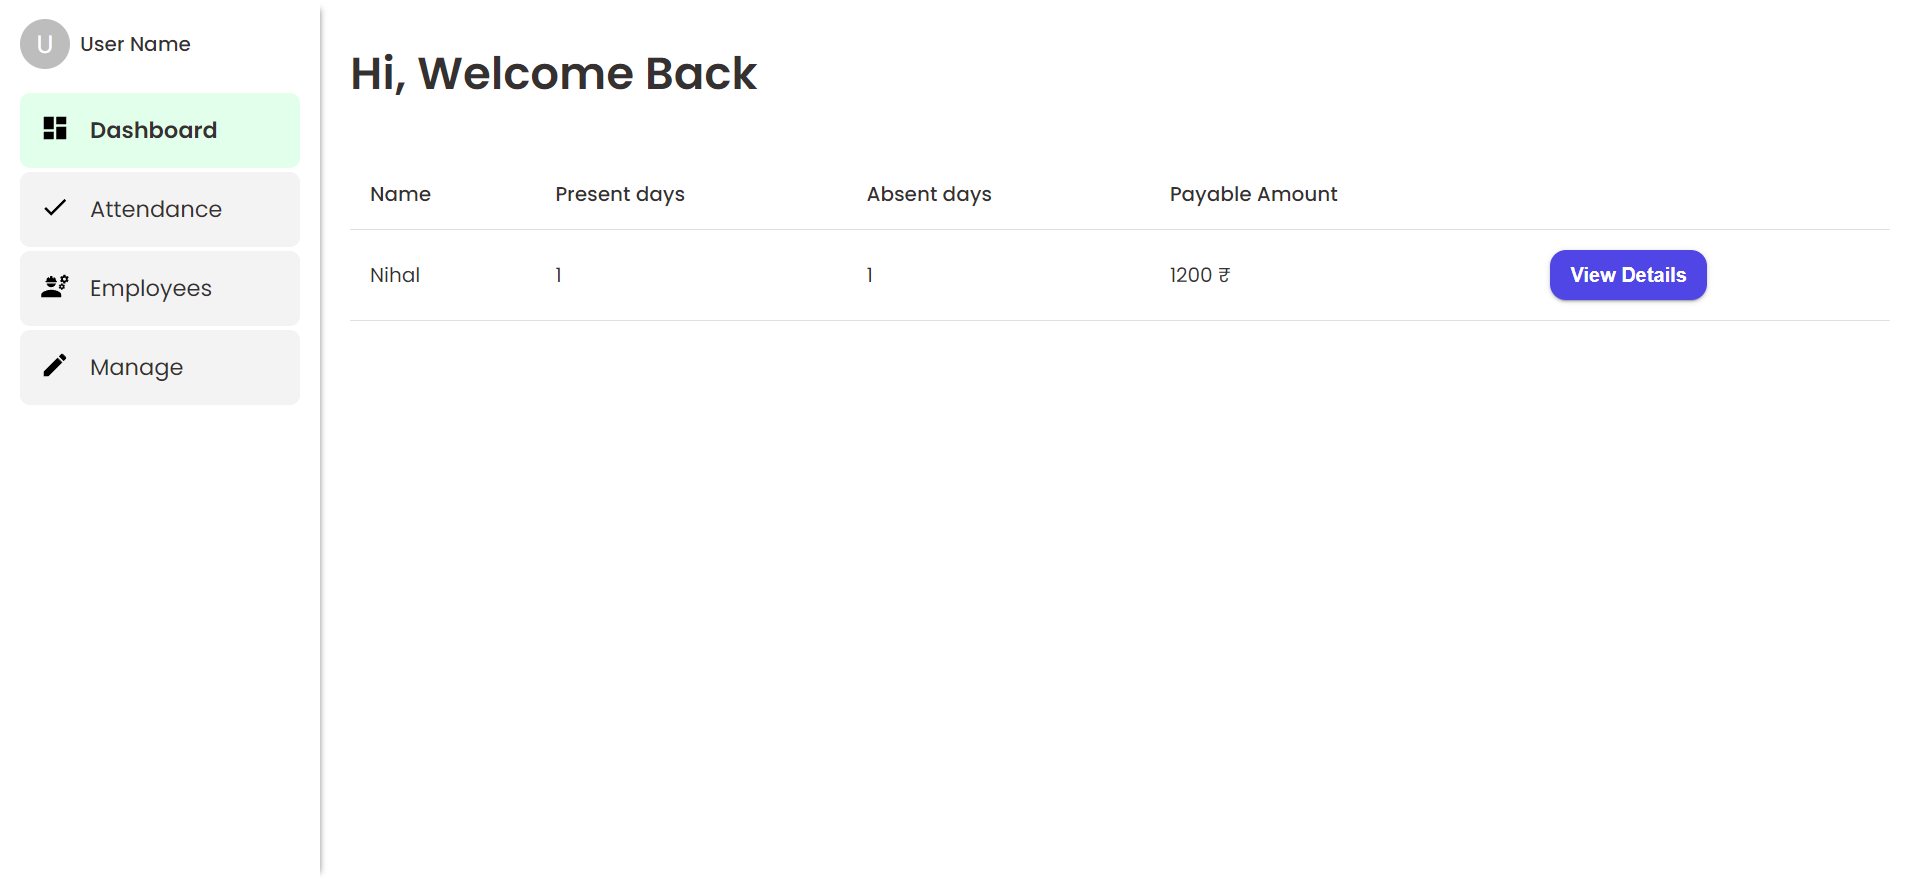 U User Name
Dashboard
Attendance
Employees
Manage
Hi, Welcome Back
Name Present days Absent days Payable Amount
Nihal 1 1 1200 ₹ View Details